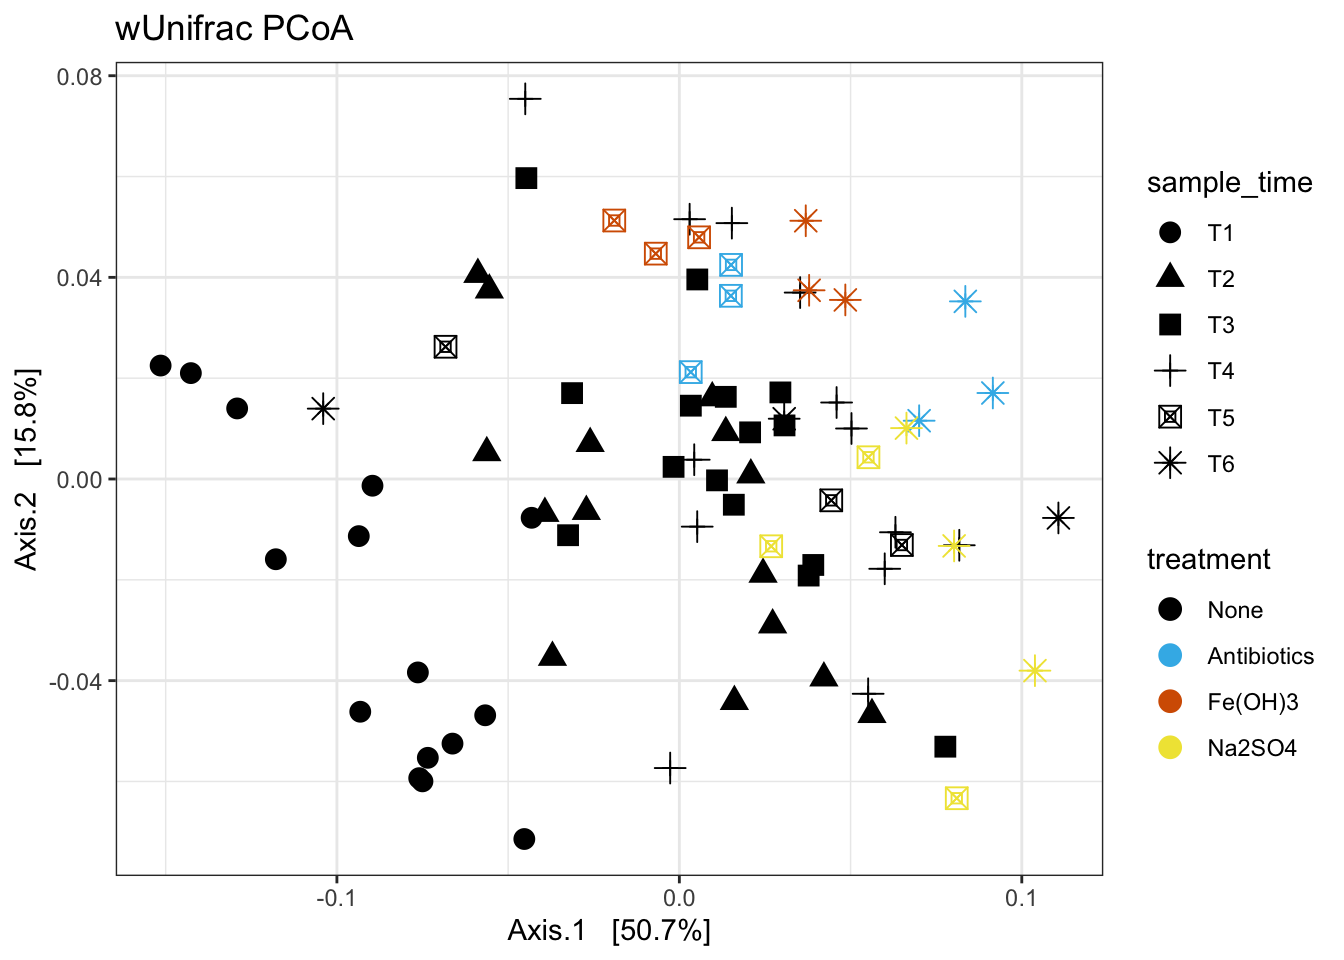 wUnifrac PCoA
0.08
0.04
0.00
-0.04
Axis.2 [15.8%]
-0.1
0.0
0.1
Axis.1 [50.7%]
sample_time
T1
T2
T3
T4
T5
T6
treatment
None
Antibiotics
Fe(OH)3
Na2SO4